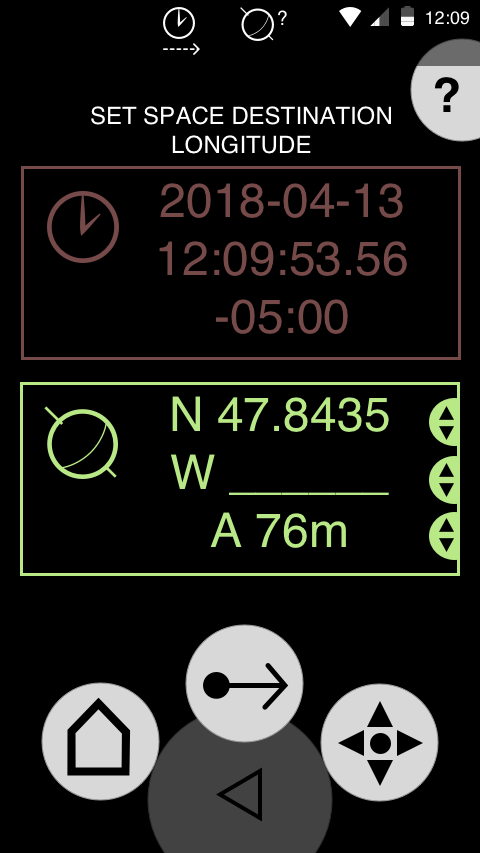 ?
12:09
?
SET SPACE DESTINATION
LONGITUDE
2018-04-13
12:09:53.56
-05:00
N 47.8435
W ______
A 76m